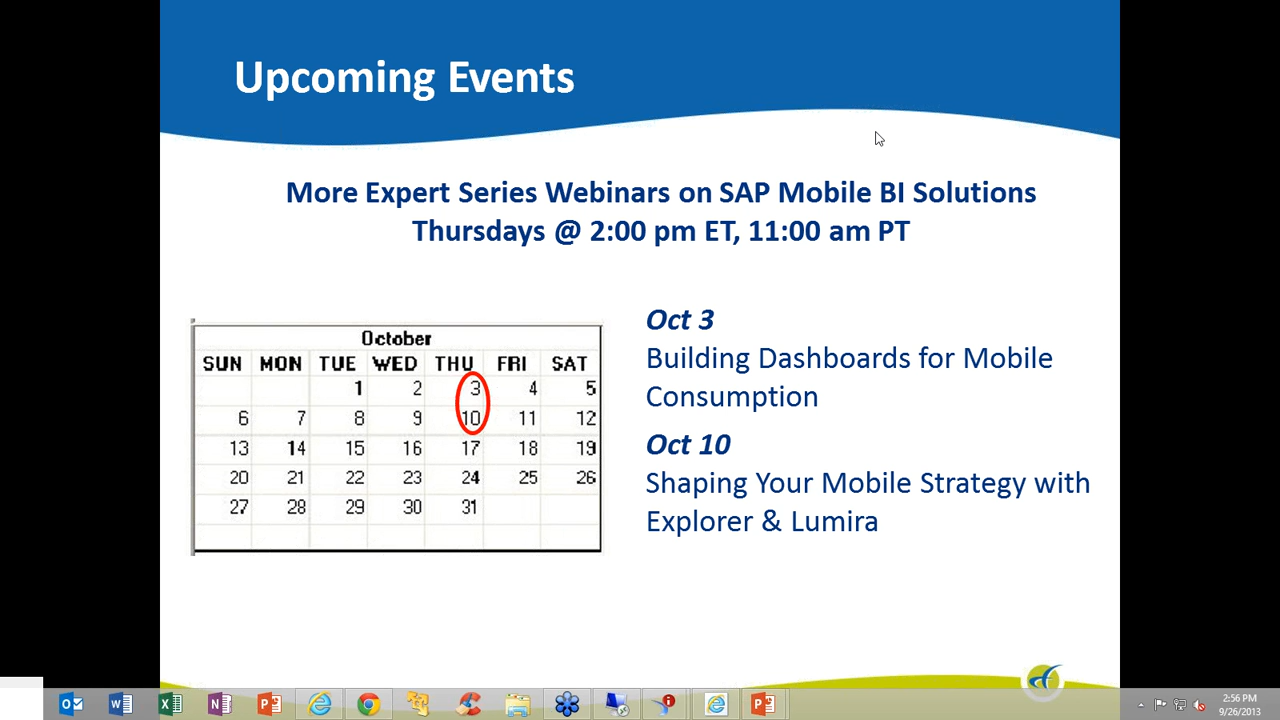 Upcoming Events
More Expert Series Webinars on SAP Mobile BI Solutions
Thursdays @ 2:00 pm ET, 11:00 am PT
October
SUN MON TUE WED THU FRI SAT
1 2 3 4 5
6 7 8 9 10 11 12
13 14 15 16 17 18 19
20 21 22 23 24 25 26
27 28 29 30 31
Oct 3
Building Dashboards for Mobile
Consumption
Oct 10
Shaping Your Mobile Strategy with
Explorer & Lumira
2:56 PM
9/26/2013